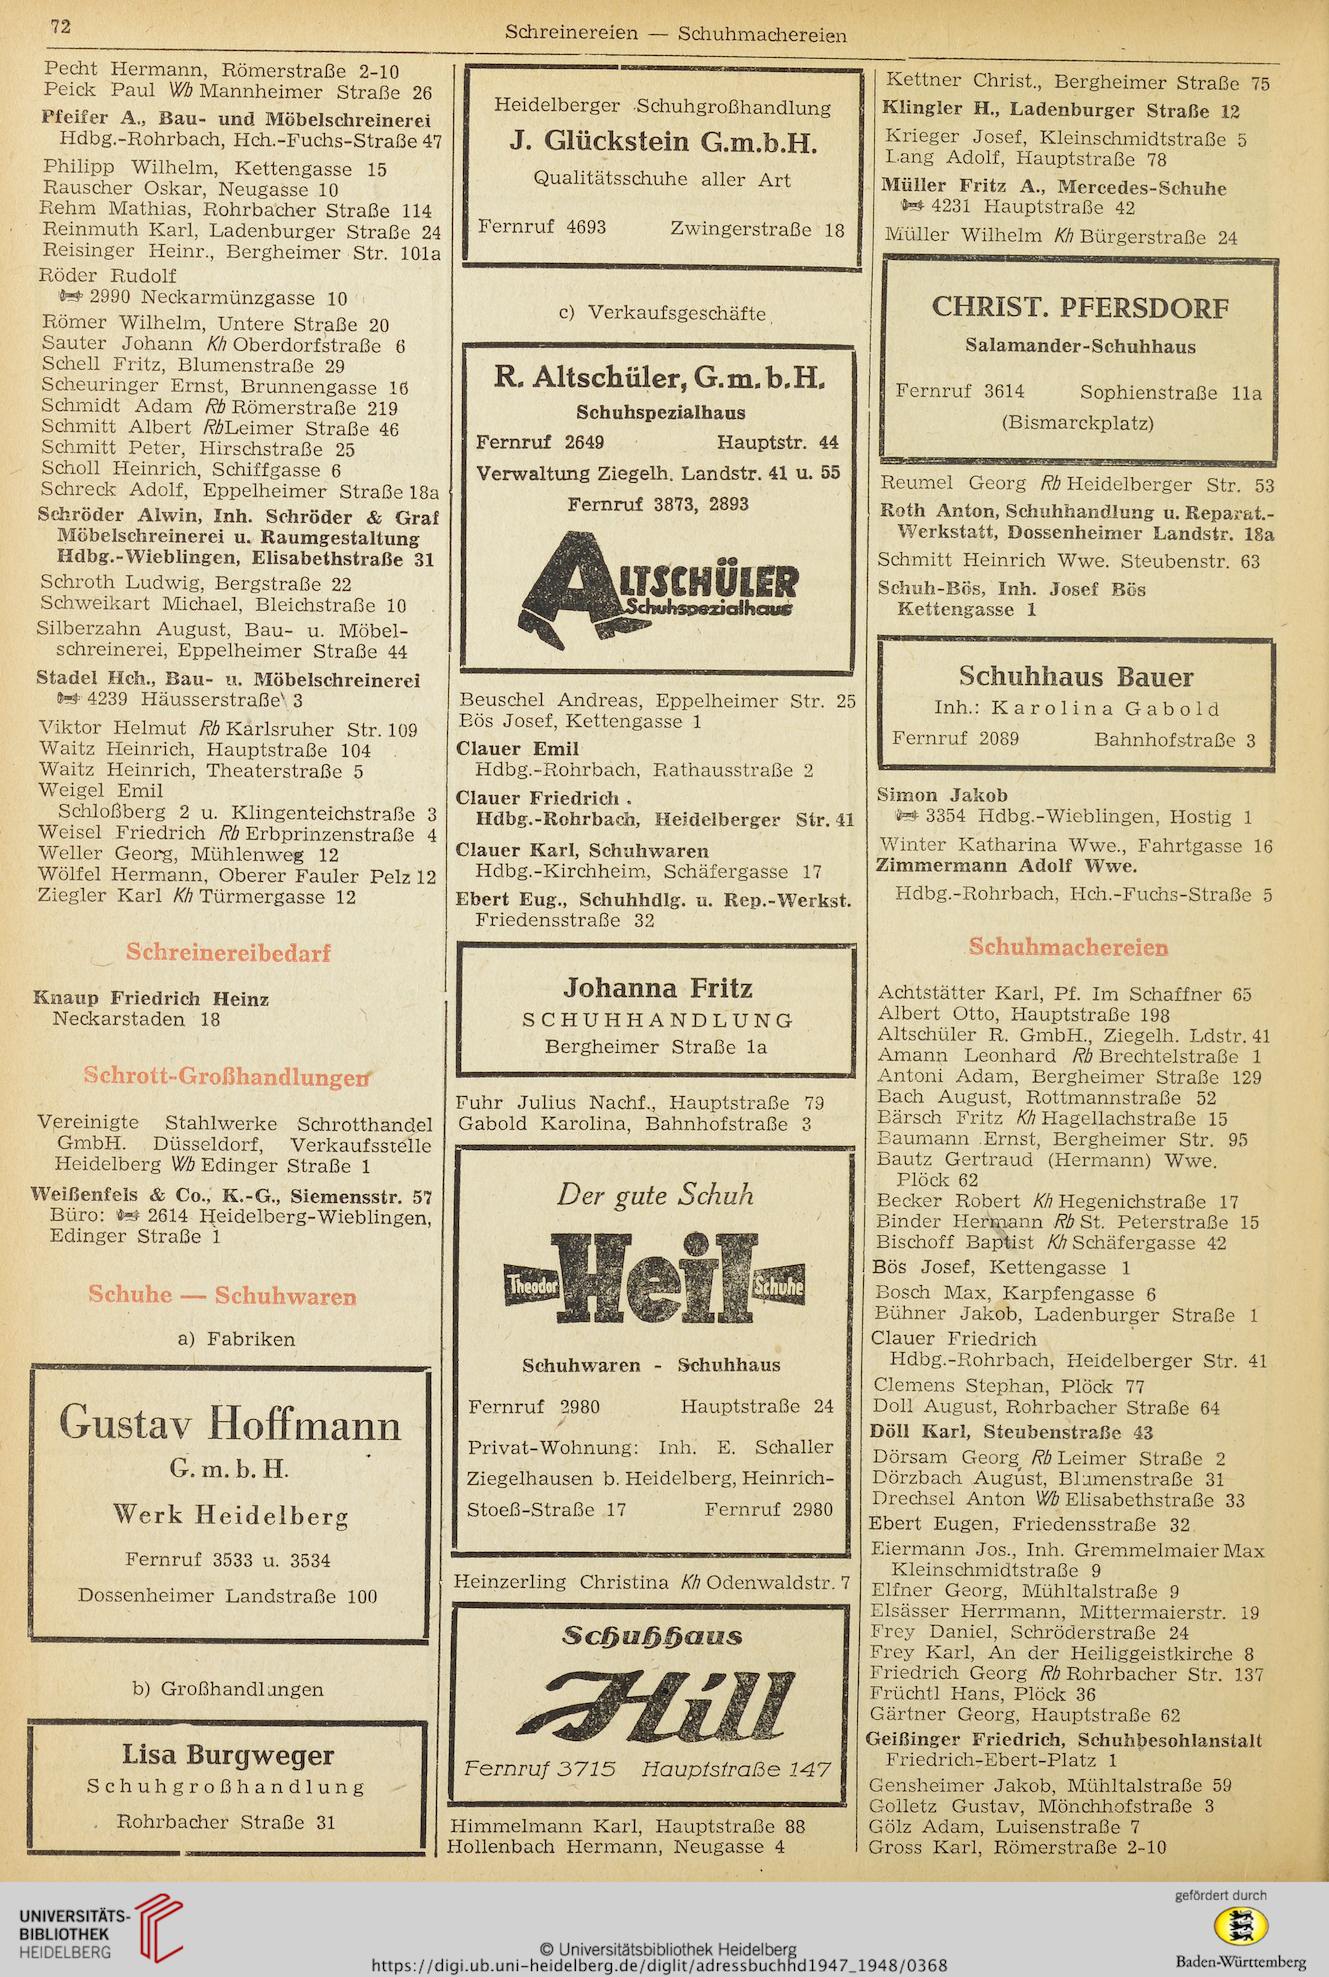 72
Schreinereien — Schuhmachereien
Pecht Hermann, Römerstraße 2-10
Peick Paul Wb Mannheimer Straße 26
Pfeifer A., Bau- und Möbelschreinerei
Hdbg.-Rohrbach, Hch.-Fuchs-Straße 47
Philipp Wilhelm, Kettengasse 15
Rauscher Oskar, Neugasse 10
Rehm Mathias, Rohrbacher Straße 114
Reinmuth Karl, Ladenburger Straße 24
Reisinger Heinr., Bergheimer Str. 101a
Röder Rudolf
2990 Neckarmünzgasse 10
Römer Wilhelm, Untere Straße 20
Sauter Johann Kh Oberdorfstraße 6
Schell Fritz, Blumenstraße 29
Scheuringer Ernst, Brunnengasse 16
Schmidt Adam Rb Römerstraße 219
Schmitt Albert Rb Leimer Straße 46
Schmitt Peter, Hirschstraße 25
Scholl Heinrich, Schiffgasse 6
Schreck Adolf, Eppelheimer Straße 18a
Schröder Alwin, Inh. Schröder & Graf
Möbelschreinerei u. Raumgestaltung
Hdbg.-Wieblingen, Elisabethstraße 31
Schroth Ludwig, Bergstraße 22
Schweikart Michael, Bleichstraße 10
Silberzahn August, Bau- u. Möbel-
schreinerei, Eppelheimer Straße 44
Stadel Hch., Bau- u. Möbelschreinerei
4239 Häusserstraße 3
Viktor Helmut Rb Karlsruher Str. 109
Waitz Heinrich, Hauptstraße 104
Waitz Heinrich, Theaterstraße 5
Weigel Emil
Schloßberg 2 u. Klingenteichstraße 3
Weisel Friedrich Rb Erbprinzenstraße 4
Weller Georg, Mühlenweg 12
Wölfel Hermann, Oberer Fauler Pelz 12
Ziegler Karl Kh Türmergasse 12
Schreinereibedarf
Knaup Friedrich Heinz
Neckarstaden 18
Schrott-Großhandlungen
Vereinigte Stahlwerke Schrotthandel
GmbH. Düsseldorf, Verkaufsstelle
Heidelberg Wb Edinger Straße 1
Weißenfels & Co., K.-G., Siemensstr. 57
Büro: 2614 Heidelberg-Wieblingen,
Edinger Straße 1
Schuhe — Schuhwaren
a) Fabriken
Gustav Hoffmann
G. m. b. H.
Werk Heidelberg
Fernruf 3533 u. 3534
Dossenheimer Landstraße 100
b) Großhandlungen
Lisa Burgweger
Schuhgroßhandlung
Rohrbacher Straße 31
Heidelberger Schuhgroßhandlung
J. Glückstein G.m.b.H.
Qualitätsschuhe aller Art
Fernruf 4693 Zwingerstraße 18
c) Verkaufsgeschäfte
R. Altschüler, G.m.b.H.
Schuhspezialhaus
Fernruf 2649 Hauptstr. 44
Verwaltung Ziegelh. Landstr. 41 u. 55
Fernruf 3873, 2893
ALTSCHÜLER
Schuhspezialhaus
Beuschel Andreas, Eppelheimer Str. 25
Bös Josef, Kettengasse 1
Clauer Emil
Hdbg.-Rohrbach, Rathausstraße 2
Clauer Friedrich
Hdbg.-Rohrbach, Heidelberger Str. 41
Clauer Karl, Schuhwaren
Hdbg.-Kirchheim, Schäfergasse 17
Ebert Eug., Schuhhdlg. u. Rep.-Werkst.
Friedensstraße 32
Johanna Fritz
SCHUHHANDLUNG
Bergheimer Straße 1a
Fuhr Julius Nachf., Hauptstraße 79
Gabold Karolina, Bahnhofstraße 3
Der gute Schuh
Theodor Heil Schuhe
Schuhwaren - Schuhhaus
Fernruf 2980 Hauptstraße 24
Privat-Wohnung: Inh. E. Schaller
Ziegelhausen b. Heidelberg, Heinrich-
Stoeß-Straße 17 Fernruf 2980
Heinzerling Christina Kh Odenwaldstr. 7
Schuhhaus
Hill
Fernruf 3715 Hauptstraße 147
Himmelmann Karl, Hauptstraße 88
Hollenbach Hermann, Neugasse 4
Kettner Christ., Bergheimer Straße 75
Klingler H., Ladenburger Straße 12
Krieger Josef, Kleinschmidtstraße 5
Lang Adolf, Hauptstraße 78
Müller Fritz A., Mercedes-Schuhe
4231 Hauptstraße 42
Müller Wilhelm Kh Bürgerstraße 24
CHRIST. PFERSDORF
Salamander-Schuhhaus
Fernruf 3614 Sophienstraße 11a
(Bismarckplatz)
Reumel Georg Rb Heidelberger Str. 53
Roth Anton, Schuhhandlung u. Reparat.-
Werkstatt, Dossenheimer Landstr. 18a
Schmitt Heinrich Wwe. Steubenstr. 63
Schuh-Bös, Inh. Josef Bös
Kettengasse 1
Schuhhaus Bauer
Inh.: Karolina Gabold
Fernruf 2089 Bahnhofstraße 3
Simon Jakob
3354 Hdbg.-Wieblingen, Hostig 1
Winter Katharina Wwe., Fahrtgasse 16
Zimmermann Adolf Wwe.
Hdbg.-Rohrbach, Hch.-Fuchs-Straße 5
Schuhmachereien
Achtstätter Karl, Pf. Im Schaffner 65
Albert Otto, Hauptstraße 198
Altschüler R. GmbH., Ziegelh. Ldstr. 41
Amann Leonhard Rb Brechtelstraße 1
Antoni Adam, Bergheimer Straße 129
Bach August, Rottmannstraße 52
Bärsch Fritz Kh Hagellachstraße 15
Baumann Ernst, Bergheimer Str. 95
Bautz Gertraud (Hermann) Wwe.
Plöck 62
Becker Robert Kh Hegenichstraße 17
Binder Hermann Rb St. Peterstraße 15
Bischoff Baptist Kh Schäfergasse 42
Bös Josef, Kettengasse 1
Bosch Max, Karpfengasse 6
Bühner Jakob, Ladenburger Straße 1
Clauer Friedrich
Hdbg.-Rohrbach, Heidelberger Str. 41
Clemens Stephan, Plöck 77
Doll August, Rohrbacher Straße 64
Döll Karl, Steubenstraße 43
Dörsam Georg Rb Leimer Straße 2
Dörzbach August, Blumenstraße 31
Drechsel Anton Wb Elisabethstraße 33
Ebert Eugen, Friedensstraße 32
Eiermann Jos., Inh. Gremmelmaier Max
Kleinschmidtstraße 9
Elfner Georg, Mühltalstraße 9
Elsässer Herrmann, Mittermaierstr. 19
Frey Daniel, Schröderstraße 24
Frey Karl, An der Heiliggeistkirche 8
Friedrich Georg Rb Rohrbacher Str. 137
Früchtl Hans, Plöck 36
Gärtner Georg, Hauptstraße 62
Geißinger Friedrich, Schuhbesohlanstalt
Friedrich-Ebert-Platz 1
Gensheimer Jakob, Mühltalstraße 59
Golletz Gustav, Mönchhofstraße 3
Gölz Adam, Luisenstraße 7
Gross Karl, Römerstraße 2-10
UNIVERSITÄTS-
BIBLIOTHEK
HEIDELBERG
© Universitätsbibliothek Heidelberg
https://digi.ub.uni-heidelberg.de/diglit/adressbuchhd1947_1948/0368
gefördert durch
Baden-Württemberg